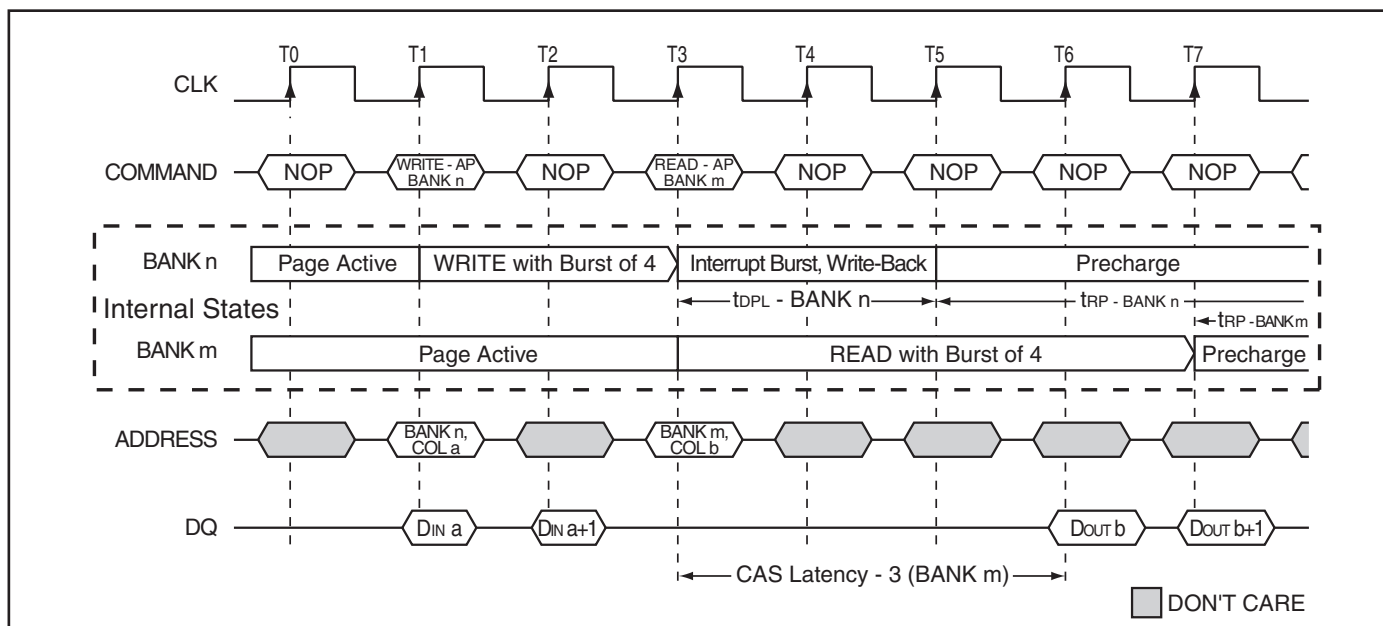 T0 T1 T2 T3 T4 T5 T6 T7
CLK
COMMAND NOP WRITE - AP BANK n NOP READ - AP BANK m NOP NOP NOP NOP
BANK n Page Active WRITE with Burst of 4 Interrupt Burst, Write-Back Precharge
tDPL - BANK n tRP - BANK n
Internal States
tRP - BANK m
BANK m Page Active READ with Burst of 4 Precharge
ADDRESS BANK n, COL a BANK m, COL b
DQ DIN a DIN a+1 DOUT b DOUT b+1
CAS Latency - 3 (BANK m)
DON'T CARE